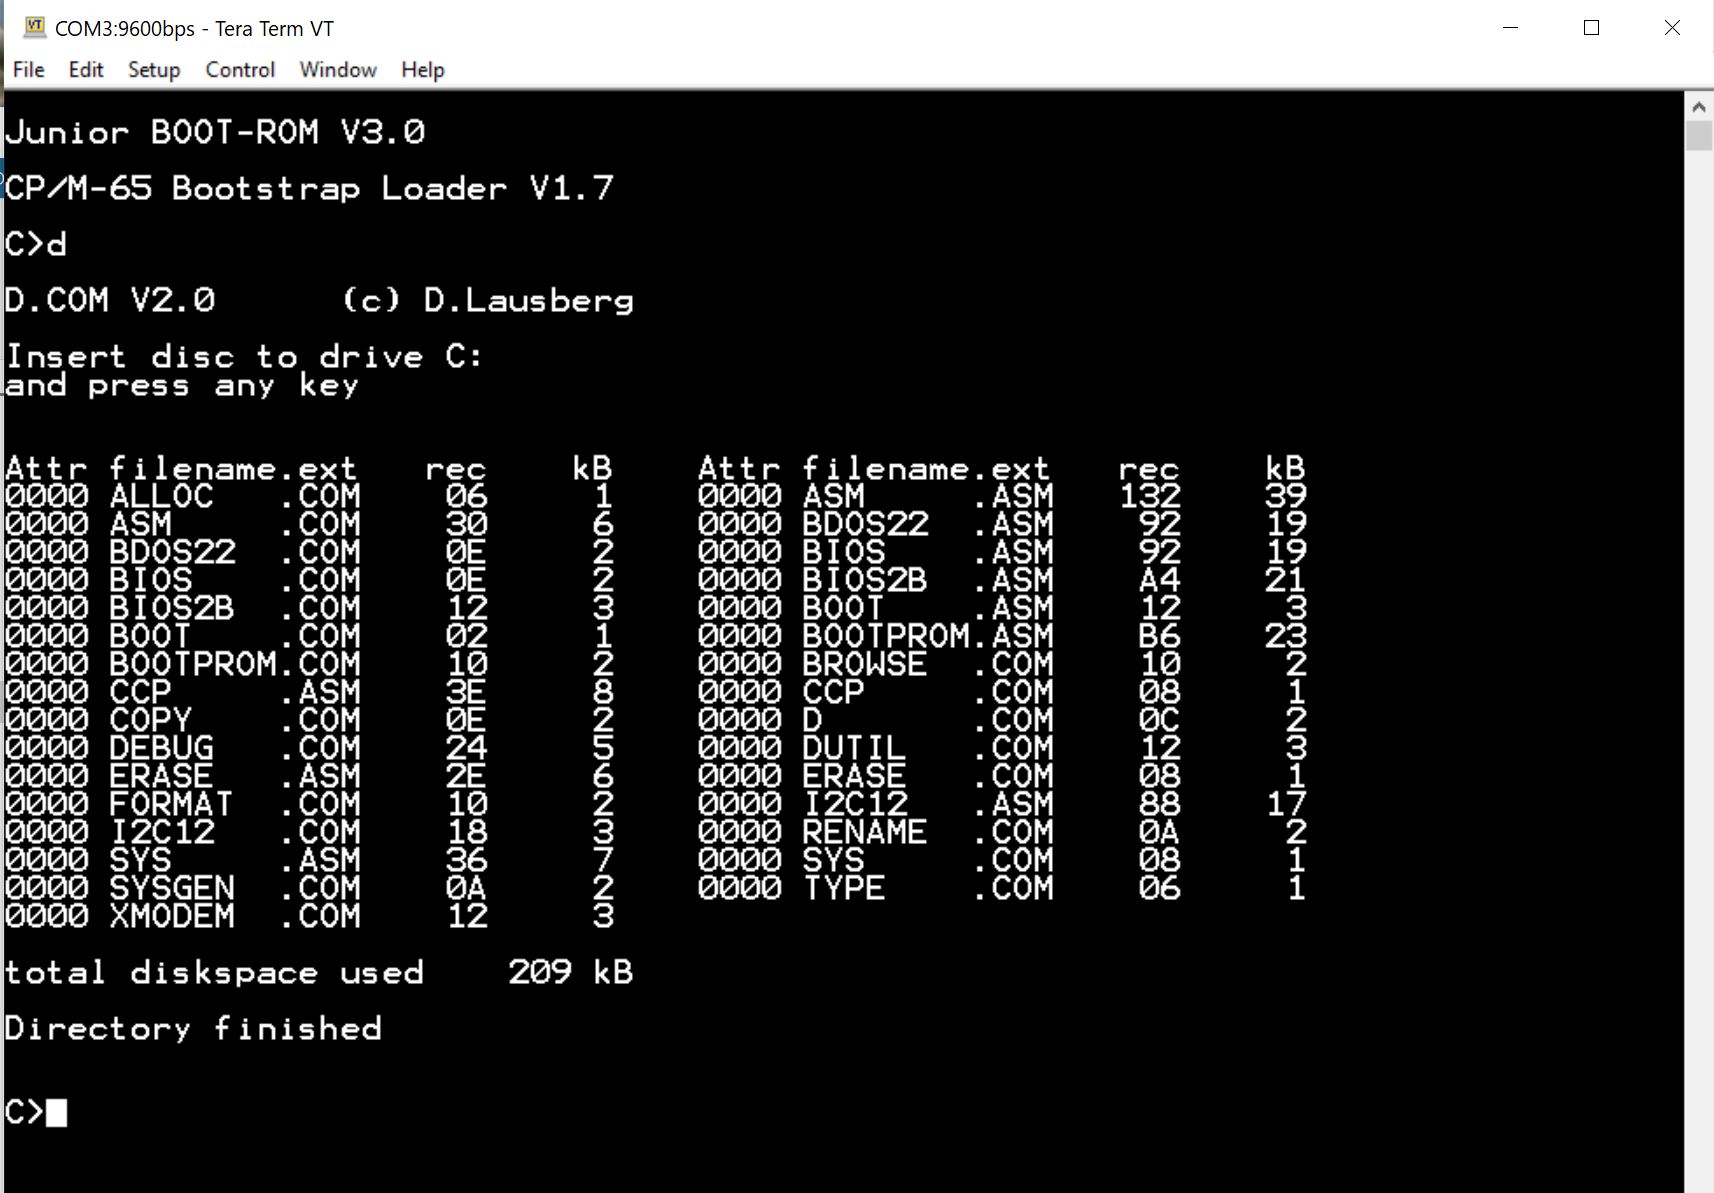 COM3:9600bps - Tera Term VT
File Edit Setup Control Window Help
Junior BOOT-ROM V3.0
CP/M-65 Bootstrap Loader V1.7
C>d
D.COM V2.0 (c) D.Lausberg
Insert disc to drive C:
and press any key
Attr filename.ext rec kB Attr filename.ext rec kB
0000 ALLOC .COM 06 1 0000 ASM .ASM 132 39
0000 ASM .COM 30 6 0000 BDOS22 .ASM 92 19
0000 BDOS22 .COM 0E 2 0000 BIOS .ASM 92 19
0000 BIOS .COM 0E 2 0000 BIOS2B .ASM A4 21
0000 BIOS2B .COM 12 3 0000 BOOT .ASM 12 3
0000 BOOT .COM 02 1 0000 BOOTPROM.ASM B6 23
0000 BOOTPROM.COM 10 2 0000 BROWSE .COM 10 2
0000 CCP .ASM 3E 8 0000 CCP .COM 08 1
0000 COPY .COM 0E 2 0000 D .COM 0C 2
0000 DEBUG .COM 24 5 0000 DUTIL .COM 12 3
0000 ERASE .ASM 2E 6 0000 ERASE .COM 08 1
0000 FORMAT .COM 10 2 0000 I2C12 .ASM 88 17
0000 I2C12 .COM 18 3 0000 RENAME .COM 0A 2
0000 SYS .ASM 36 7 0000 SYS .COM 08 1
0000 SYSGEN .COM 0A 2 0000 TYPE .COM 06 1
0000 XMODEM .COM 12 3
total diskspace used 209 kB
Directory finished
C>